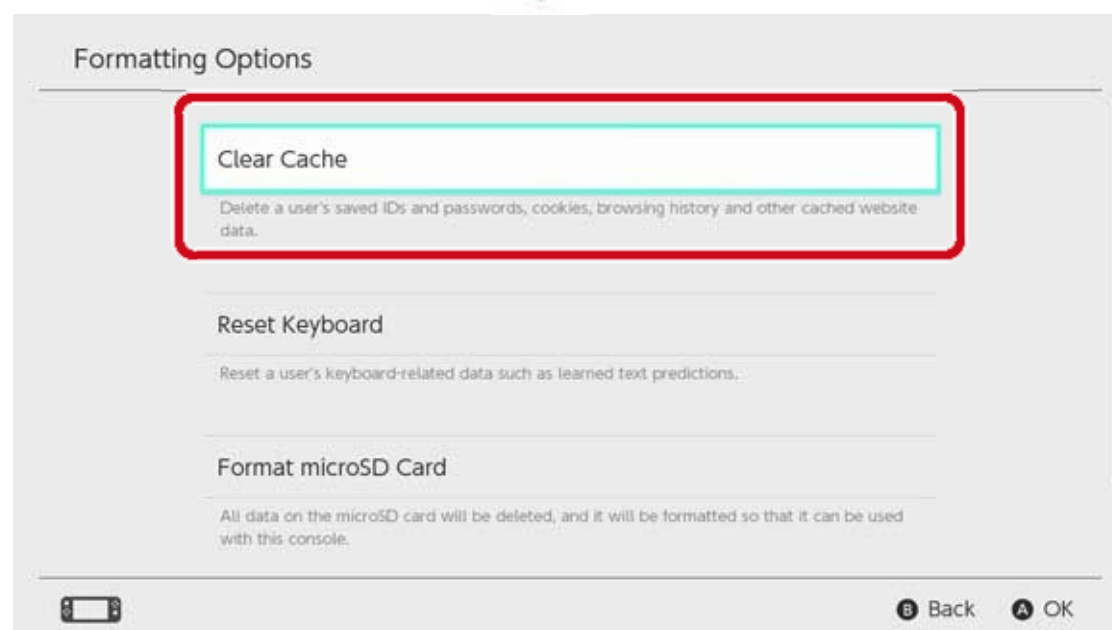 Formatting Options
Clear Cache
Delete a user's saved IDs and passwords, cookies, browsing history and other cached website
data.
Reset Keyboard
Reset a user's keyboard-related data such as learned text predictions.
Format microSD Card
All data on the microSD card will be deleted, and it will be formatted so that it can be used
with this console.
B Back A OK